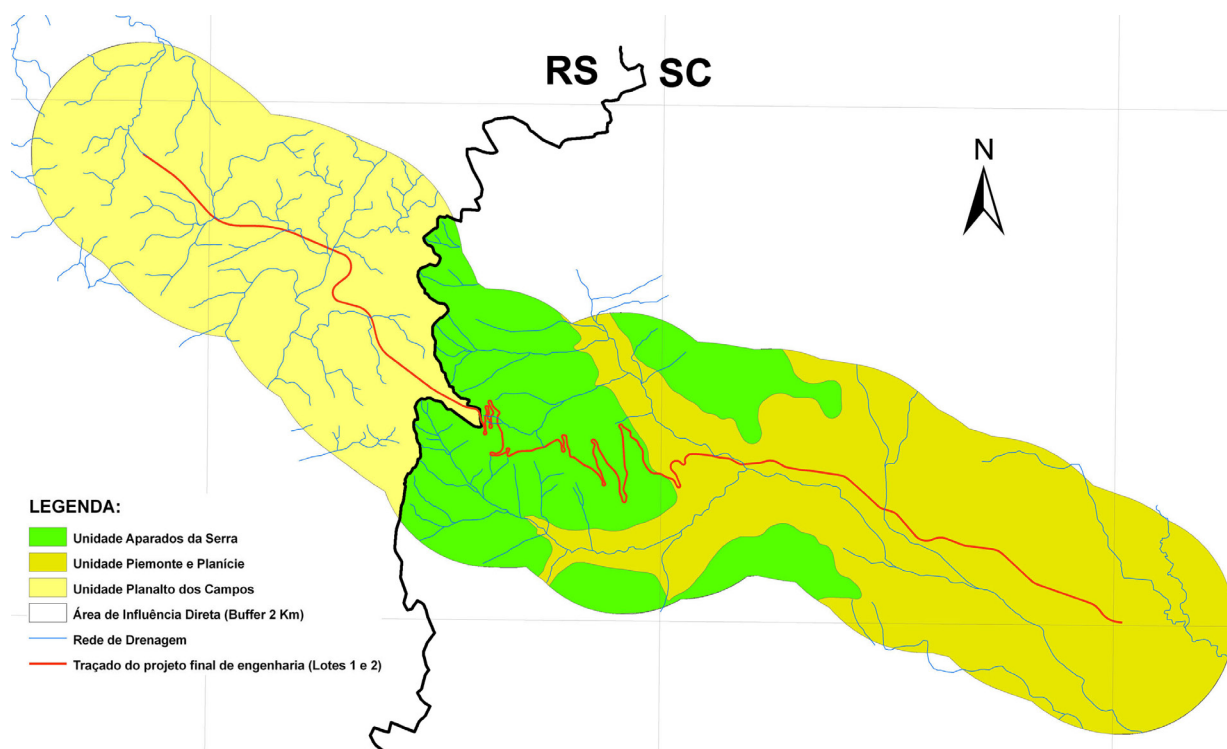 RS SC
N
LEGENDA:
Unidade Aparados da Serra
Unidade Piemonte e Planície
Unidade Planalto dos Campos
Área de Influência Direta (Buffer 2 Km)
Rede de Drenagem
Traçado do projeto final de engenharia (Lotes 1 e 2)